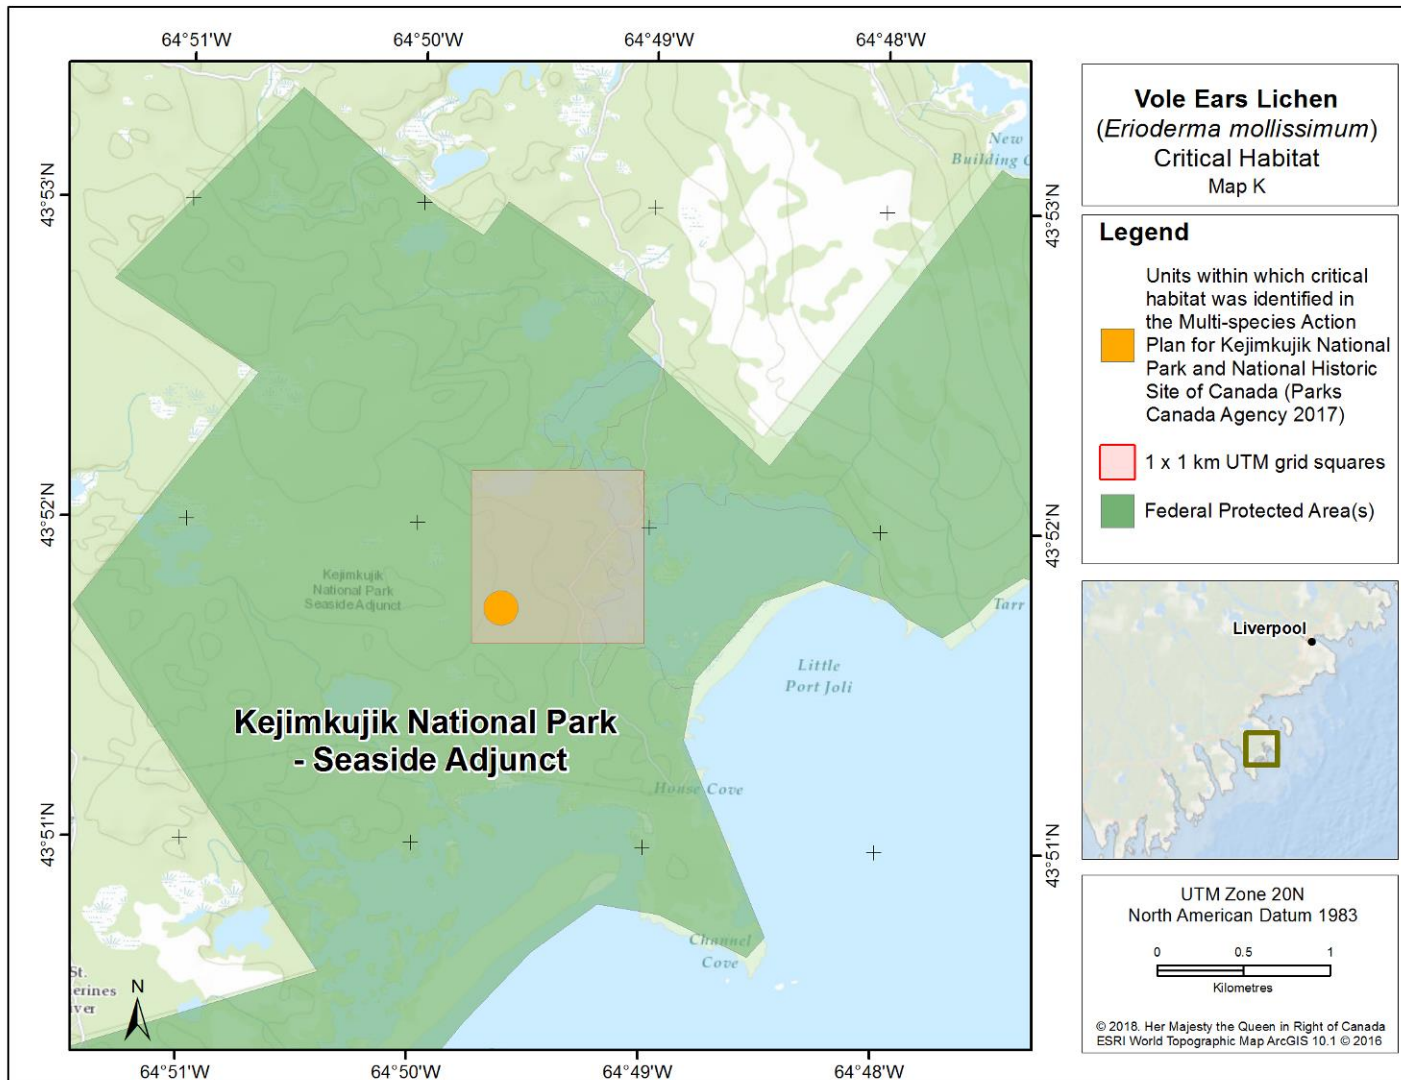 64°51'W
64°50'W
64°49'W
64°48'W
43°53'N
43°53'N
43°52'N
43°52'N
43°51'N
43°51'N
64°51'W
64°50'W
64°49'W
64°48'W
New
Building C
Tarr
Kejimkujik
National Park
Seaside Adjunct
Little
Port Joli
Kejimkujik National Park
- Seaside Adjunct
House Cove
Channel
Cove
St.
erines
iver
N
Vole Ears Lichen
(Erioderma mollissimum)
Critical Habitat
Map K
Legend
Units within which critical
habitat was identified in
the Multi-species Action
Plan for Kejimkujik National
Park and National Historic
Site of Canada (Parks
Canada Agency 2017)
1 x 1 km UTM grid squares
Federal Protected Area(s)
Liverpool
UTM Zone 20N
North American Datum 1983
0 0.5 1
Kilometres
© 2018. Her Majesty the Queen in Right of Canada
ESRI World Topographic Map ArcGIS 10.1 © 2016